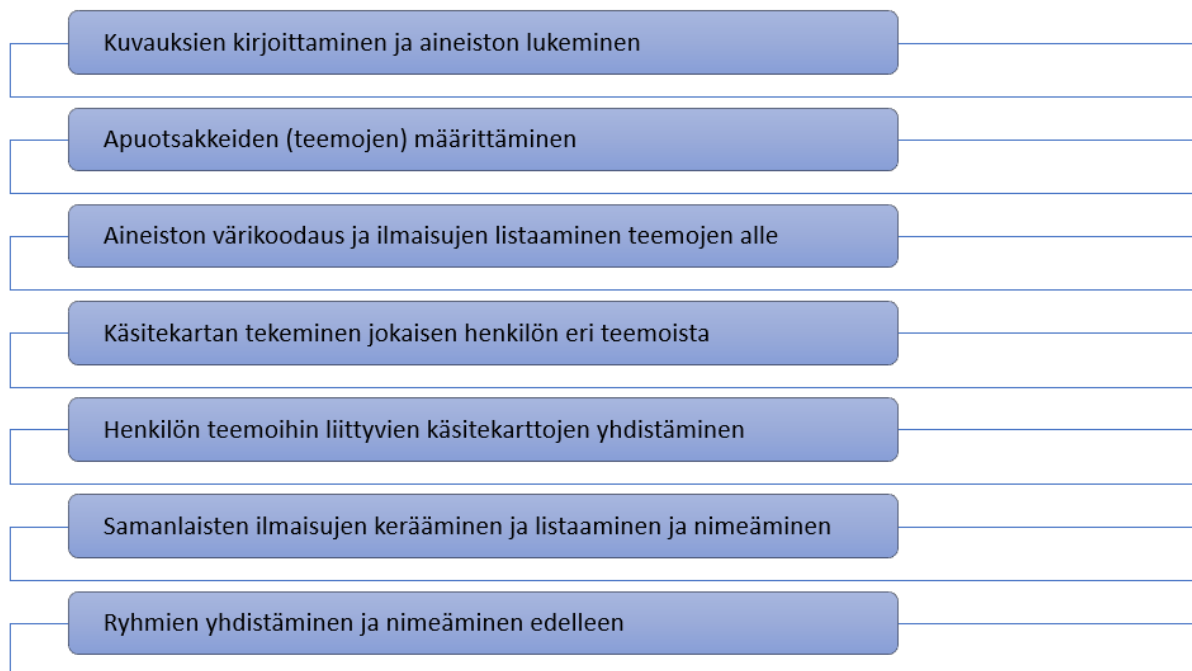 Kuvauksien kirjoittaminen ja aineiston lukeminen
Apuotsakkeiden (teemojen) määrittäminen
Aineiston värikoodaus ja ilmaisujen listaaminen teemojen alle
Käsitekartan tekeminen jokaisen henkilön eri teemoista
Henkilön teemoihin liittyvien käsitekarttojen yhdistäminen
Samanlaisten ilmaisujen kerääminen ja listaaminen ja nimeäminen
Ryhmien yhdistäminen ja nimeäminen edelleen